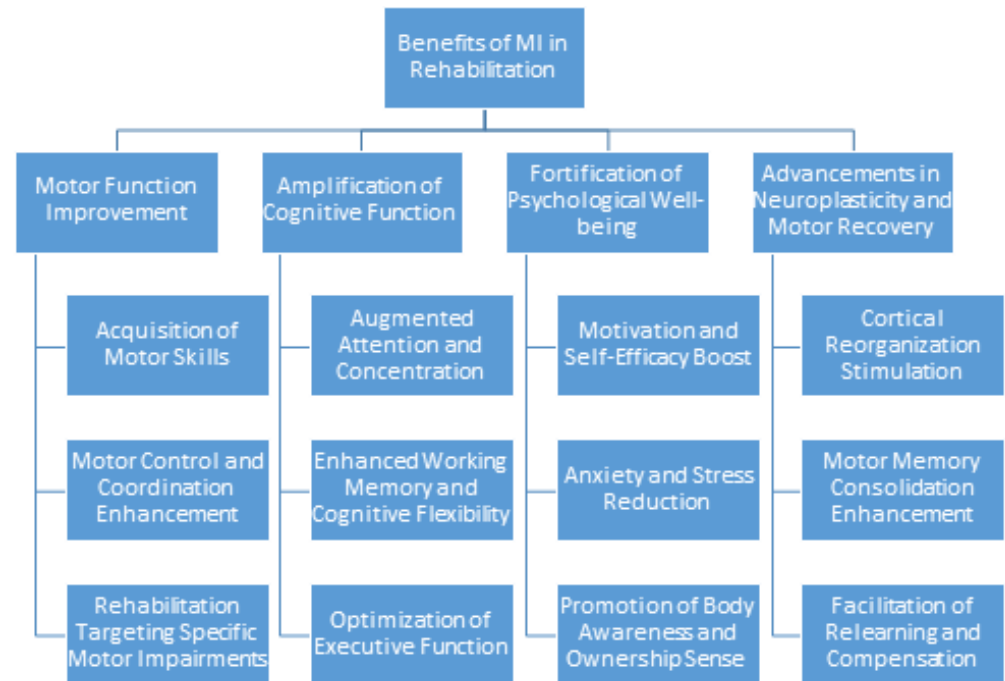 Benefits of MI in
Rehabilitation
Motor Function
Improvement
Acquisition of
Motor Skills
Motor Control and
Coordination
Enhancement
Rehabilitation
Targeting Specific
Motor Impairments
Amplification of
Cognitive Function
Augmented
Attention and
Concentration
Enhanced Working
Memory and
Cognitive Flexibility
Optimization of
Executive Function
Fortification of
Psychological Well-
being
Motivation and
Self-Efficacy Boost
Anxiety and Stress
Reduction
Promotion of Body
Awareness and
Ownership Sense
Advancements in
Neuroplasticity and
Motor Recovery
Cortical
Reorganization
Stimulation
Motor Memory
Consolidation
Enhancement
Facilitation of
Relearning and
Compensation